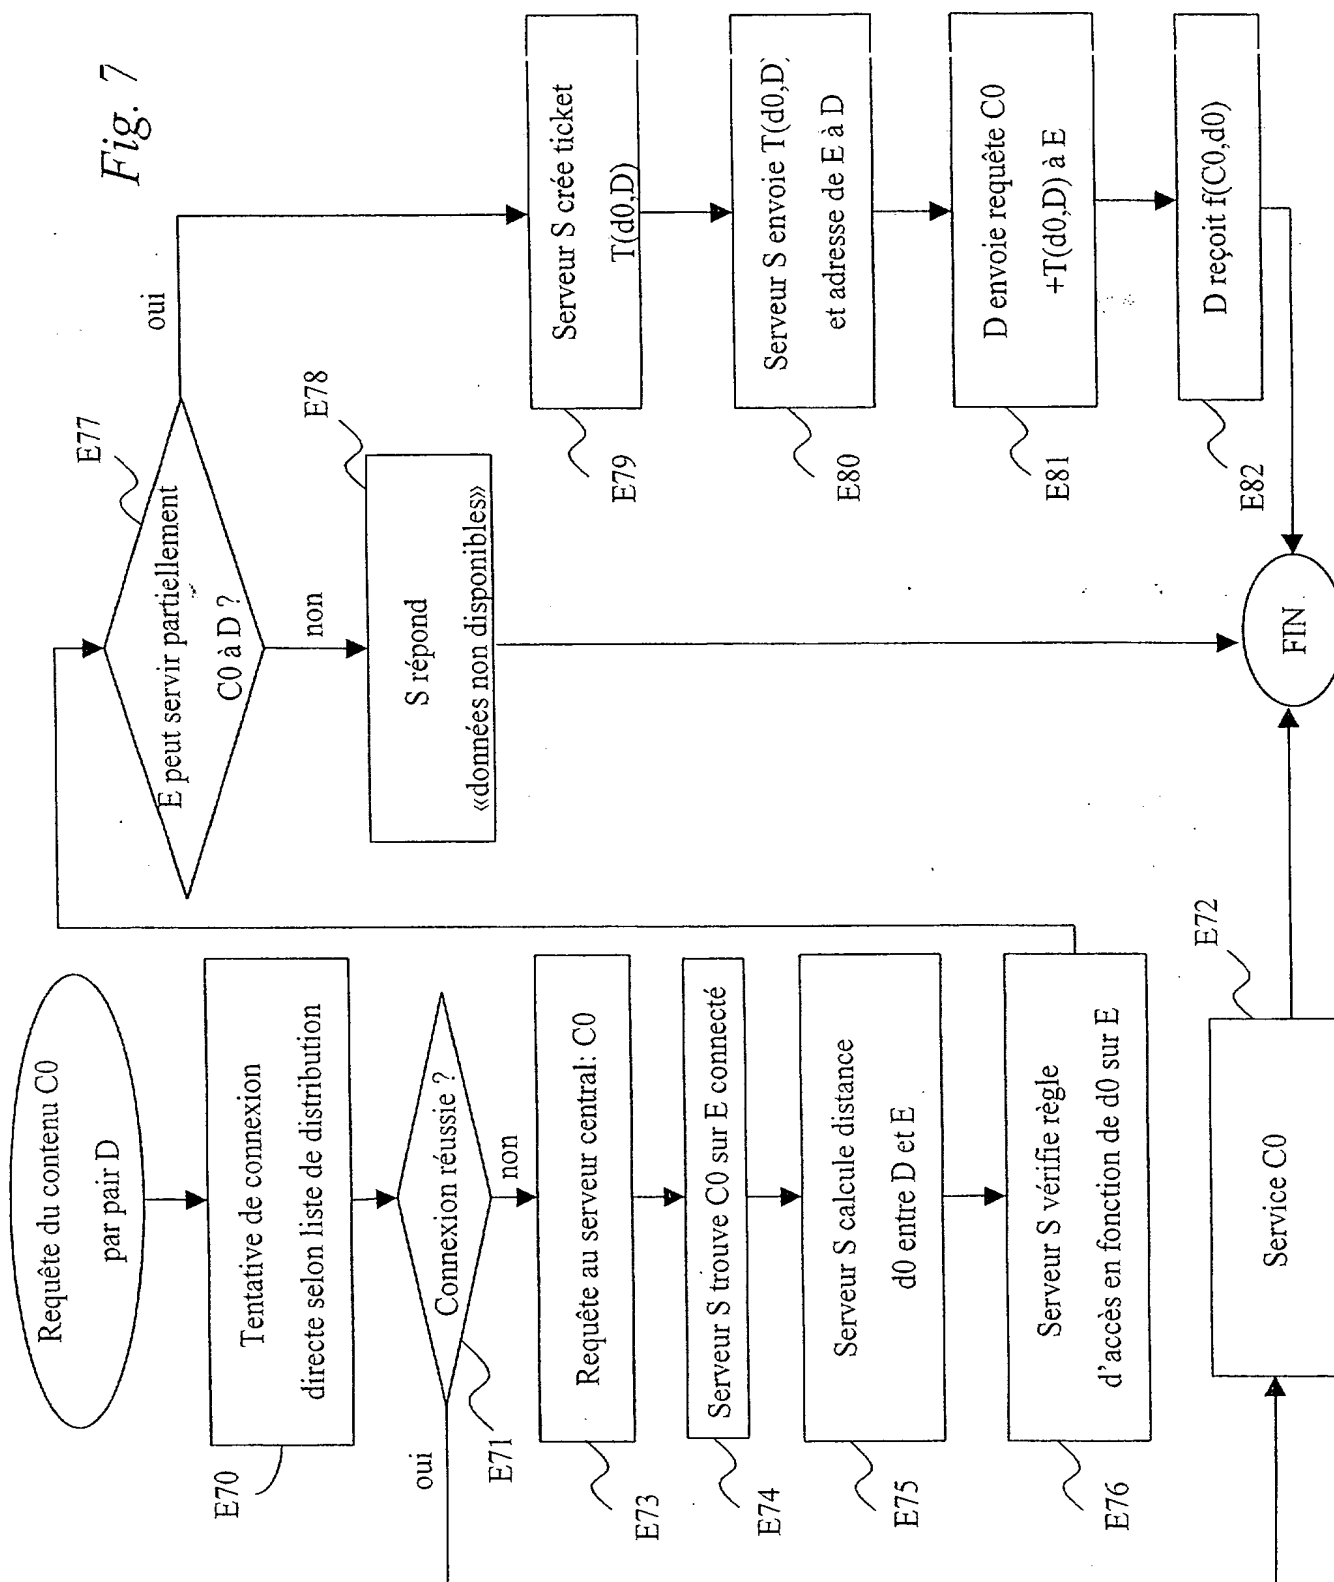 Fig. 7
Requête du contenu C0
par pair D
E70
Tentative de connexion
directe selon liste de distribution
E71
Connexion réussie ?
oui
non
E73
Requête au serveur central: C0
E74
Serveur S trouve C0 sur E connecté
E75
Serveur S calcule distance
d0 entre D et E
E76
Serveur S vérifie règle
d'accès en fonction de d0 sur E
E72
Service C0
E77
E peut servir partiellement
C0 à D ?
oui
non
E78
S répond
«données non disponibles»
E79
Serveur S crée ticket
T(d0,D)
E80
Serveur S envoie T(d0,D)
et adresse de E à D
E81
D envoie requête C0
+T(d0,D) à E
E82
D reçoit f(C0,d0)
FIN